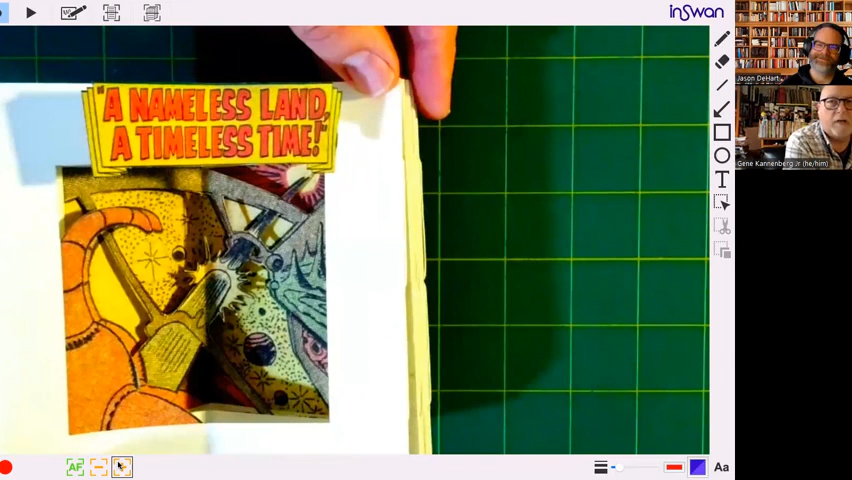 inSwan
"A NAMELESS LAND,
A TIMELESS TIME!"
Jason DeHart
Gene Kannenberg Jr (he/him)
T
AF
Aa